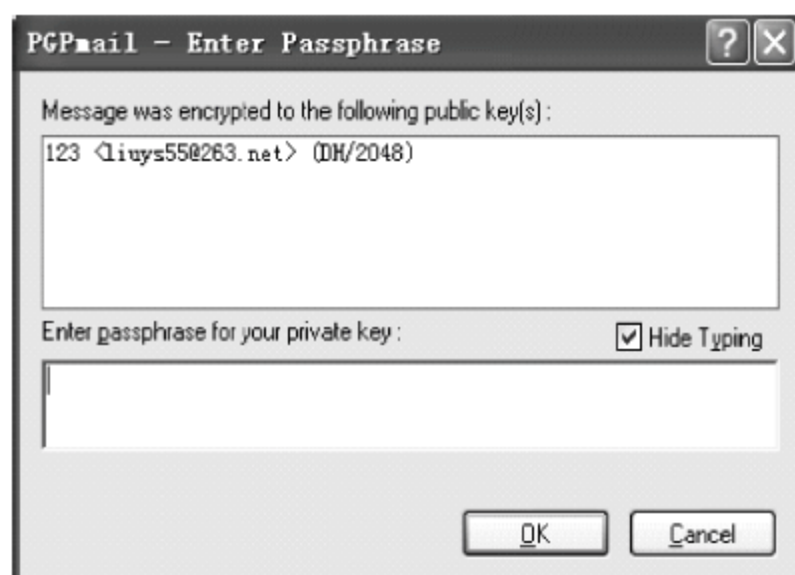 PGPmail - Enter Passphrase
Message was encrypted to the following public key(s) :
123 <liuys55@263.net> (DH/2048)
Enter passphrase for your private key :
Hide Typing
OK
Cancel